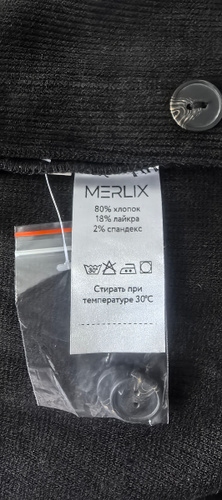 MERLIX
80% хлопок
18% лайкра
2% спандекс
Стирать при
температуре 30°C